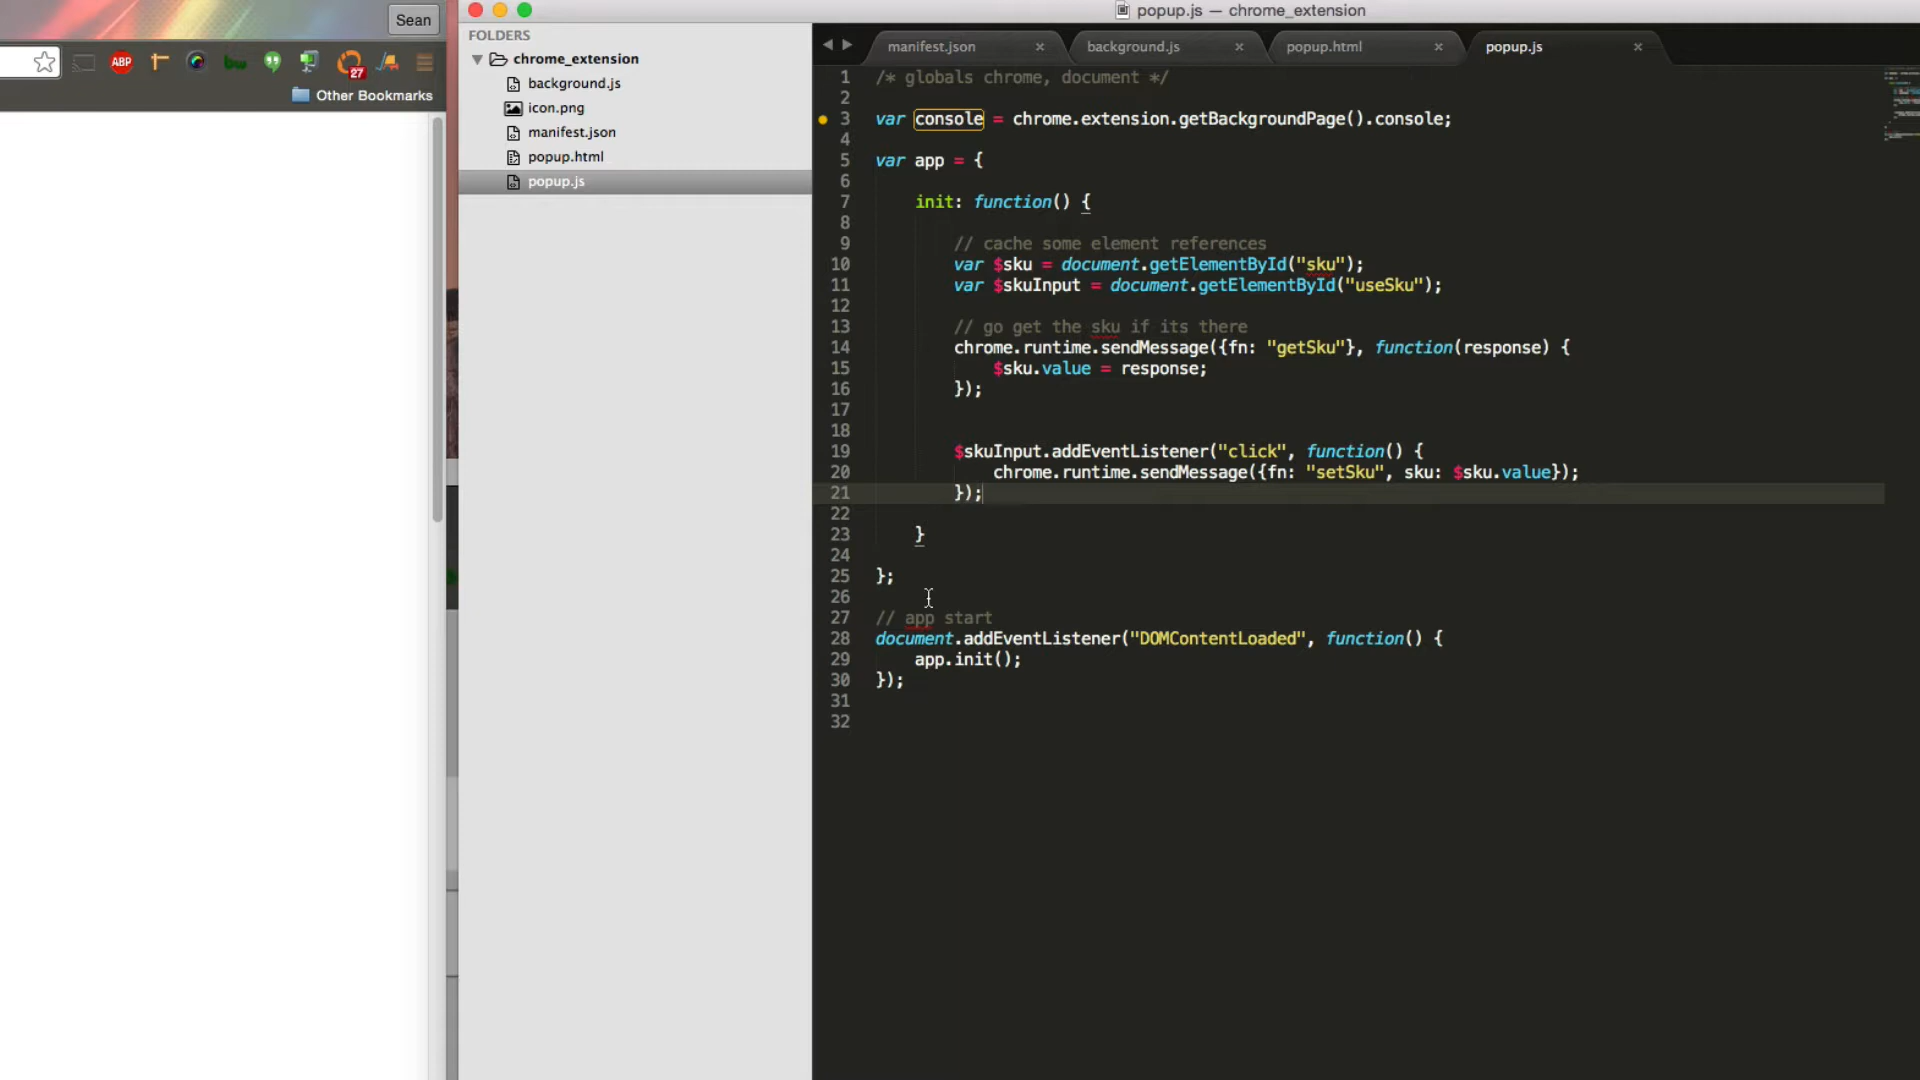 Sean
ABP
bw
27
Other Bookmarks
popup.js — chrome_extension
FOLDERS
chrome_extension
background.js
icon.png
manifest.json
popup.html
popup.js
manifest.json
background.js
popup.html
popup.js
1 /* globals chrome, document */
2
3 var console = chrome.extension.getBackgroundPage().console;
4
5 var app = {
6
7 init: function() {
8
9 // cache some element references
10 var $sku = document.getElementById("sku");
11 var $skuInput = document.getElementById("useSku");
12
13 // go get the sku if its there
14 chrome.runtime.sendMessage({fn: "getSku"}, function(response) {
15 $sku.value = response;
16 });
17
18
19 $skuInput.addEventListener("click", function() {
20 chrome.runtime.sendMessage({fn: "setSku", sku: $sku.value});
21 });
22
23 }
24
25 };
26
27 // app start
28 document.addEventListener("DOMContentLoaded", function() {
29 app.init();
30 });
31
32